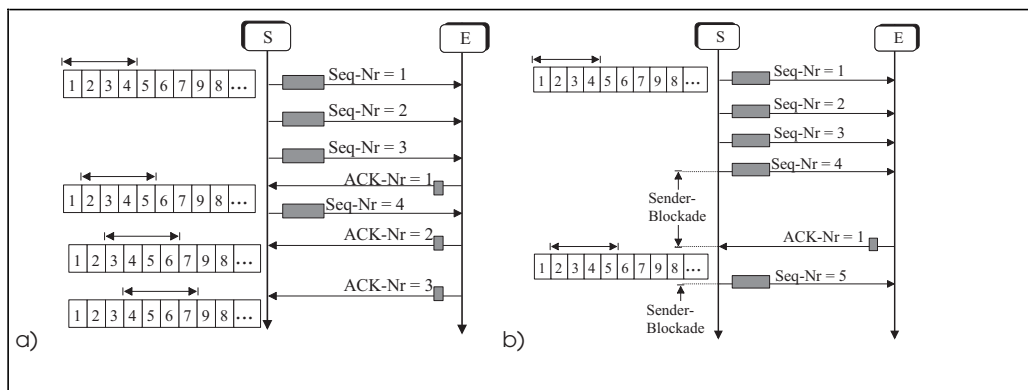 S
E
1 2 3 4 5 6 7 9 8 ...
Seq-Nr = 1
Seq-Nr = 2
Seq-Nr = 3
ACK-Nr = 1
1 2 3 4 5 6 7 9 8 ...
Seq-Nr = 4
ACK-Nr = 2
1 2 3 4 5 6 7 9 8 ...
ACK-Nr = 3
1 2 3 4 5 6 7 9 8 ...
a)
S
E
1 2 3 4 5 6 7 9 8 ...
Seq-Nr = 1
Seq-Nr = 2
Seq-Nr = 3
Seq-Nr = 4
Sender-
Blockade
ACK-Nr = 1
1 2 3 4 5 6 7 9 8 ...
Seq-Nr = 5
Sender-
Blockade
b)